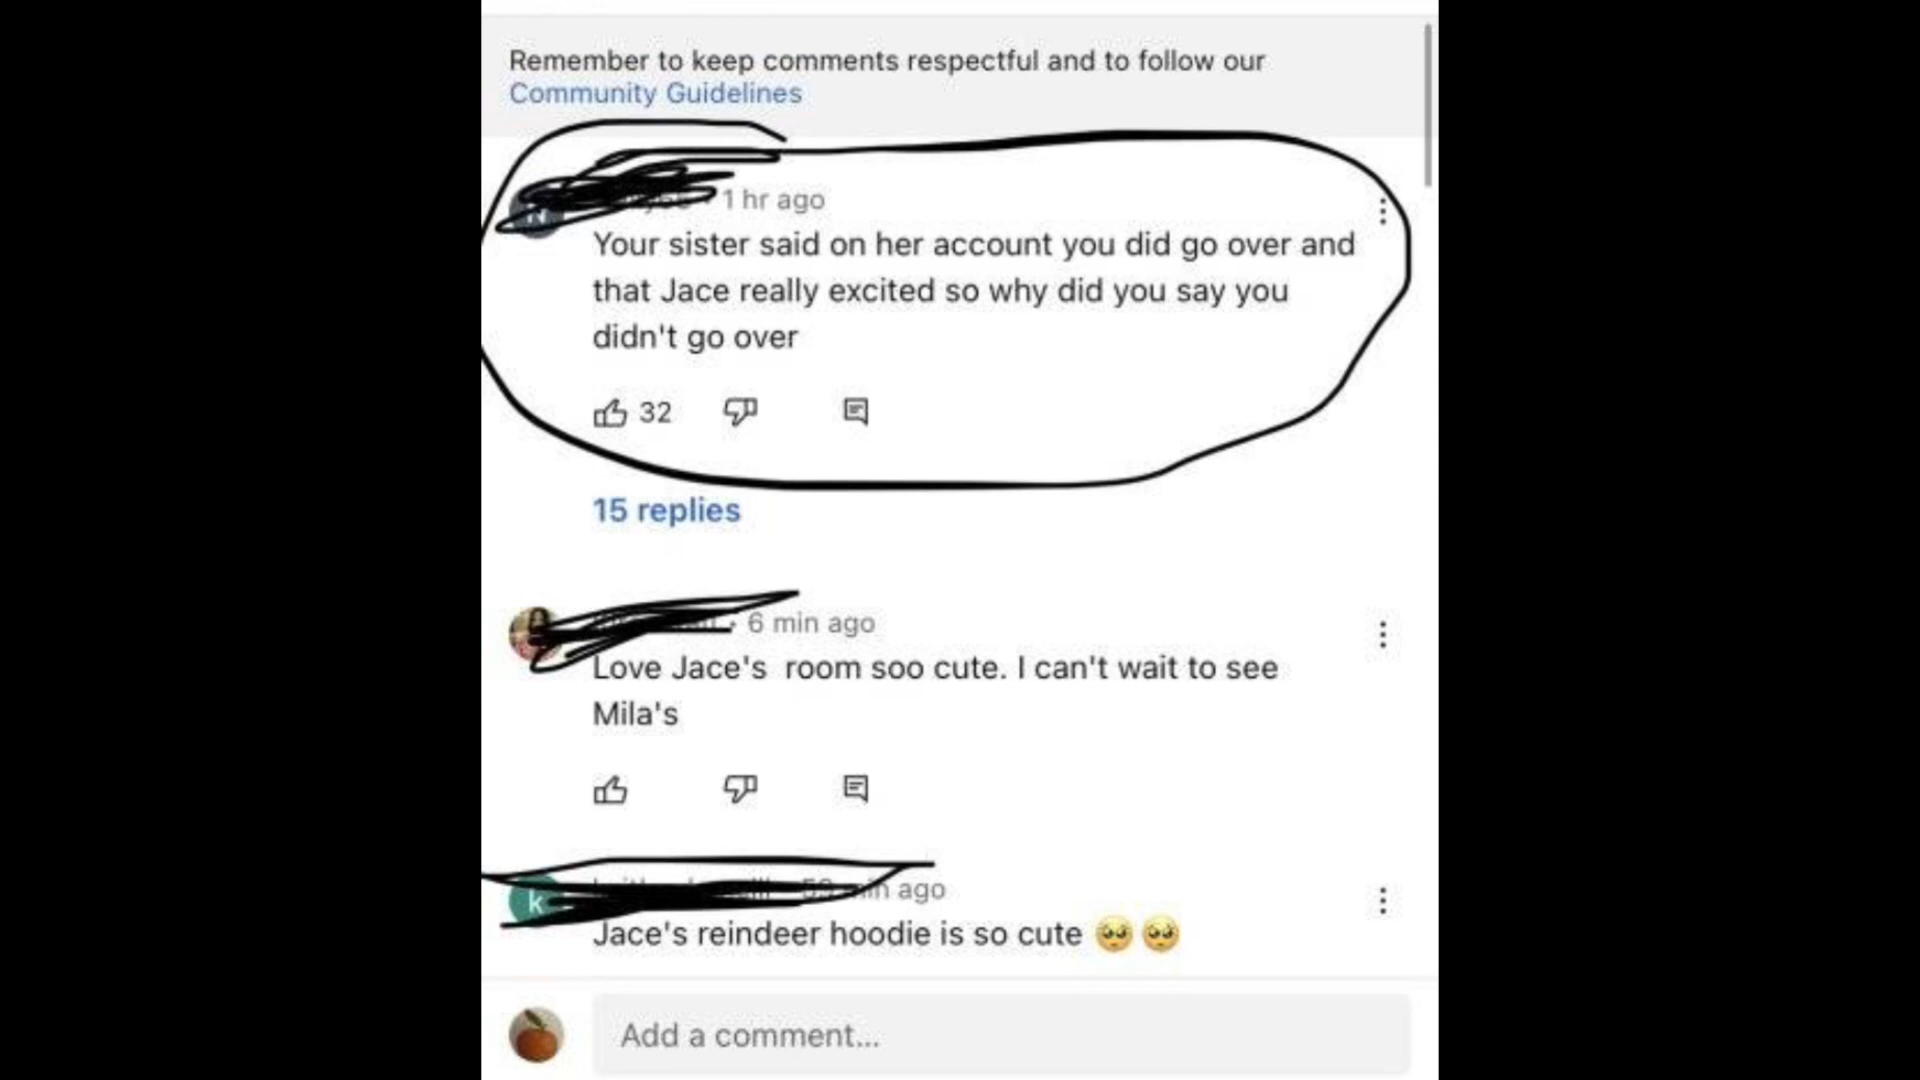 Remember to keep comments respectful and to follow our
Community Guidelines
1 hr ago
Your sister said on her account you did go over and
that Jace really excited so why did you say you
didn't go over
32
15 replies
6 min ago
Love Jace's room soo cute. I can't wait to see
Mila's
k
ago
Jace's reindeer hoodie is so cute 🥺 🥺
Add a comment...